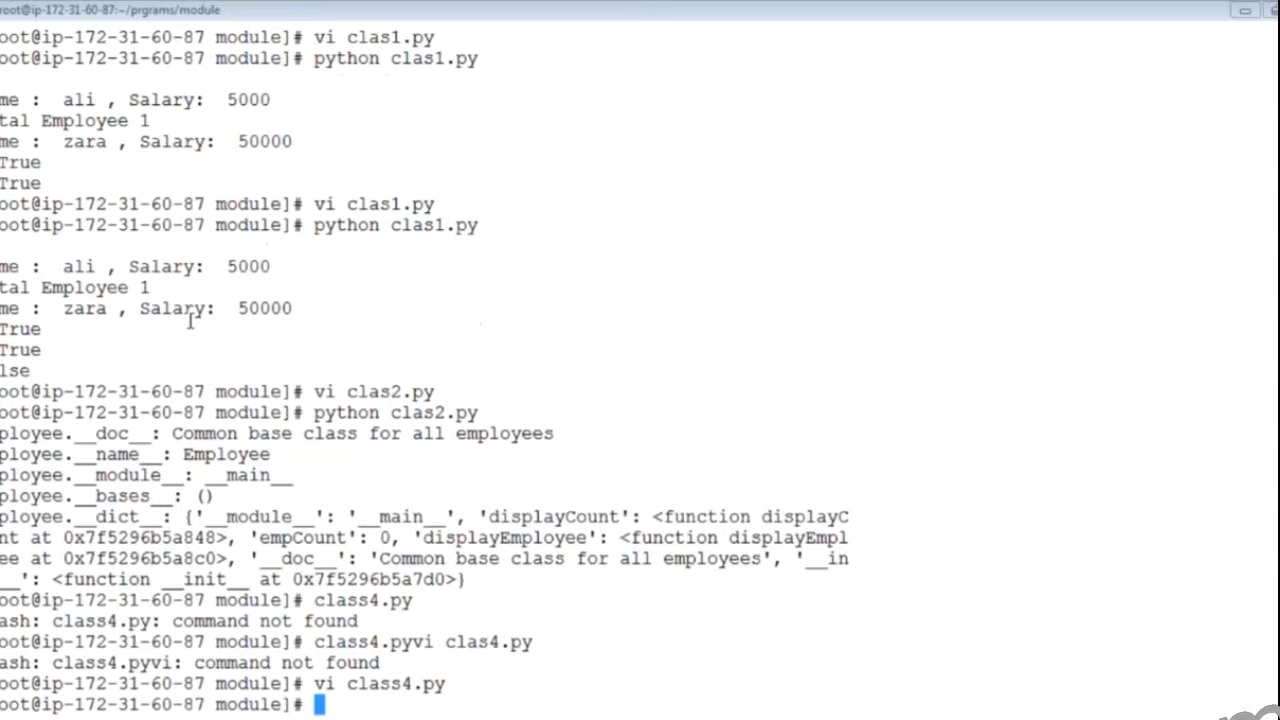 root@ip-172-31-60-87:~/prgrams/module
oot@ip-172-31-60-87 module]# vi clas1.py
oot@ip-172-31-60-87 module]# python clas1.py
me :  ali , Salary:  5000
tal Employee 1
me :  zara , Salary:  50000
True
True
oot@ip-172-31-60-87 module]# vi clas1.py
oot@ip-172-31-60-87 module]# python clas1.py
me :  ali , Salary:  5000
tal Employee 1
me :  zara , Salary:  50000
True
True
lse
oot@ip-172-31-60-87 module]# vi clas2.py
oot@ip-172-31-60-87 module]# python clas2.py
ployee.__doc__: Common base class for all employees
ployee.__name__: Employee
ployee.__module__: __main__
ployee.__bases__: ()
ployee.__dict__: {'__module__': '__main__', 'displayCount': <function displayC
nt at 0x7f5296b5a848>, 'empCount': 0, 'displayEmployee': <function displayEmpl
ee at 0x7f5296b5a8c0>, '__doc__': 'Common base class for all employees', '__in
__': <function __init__ at 0x7f5296b5a7d0>}
oot@ip-172-31-60-87 module]# class4.py
ash: class4.py: command not found
oot@ip-172-31-60-87 module]# class4.pyvi clas4.py
ash: class4.pyvi: command not found
oot@ip-172-31-60-87 module]# vi class4.py
oot@ip-172-31-60-87 module]#